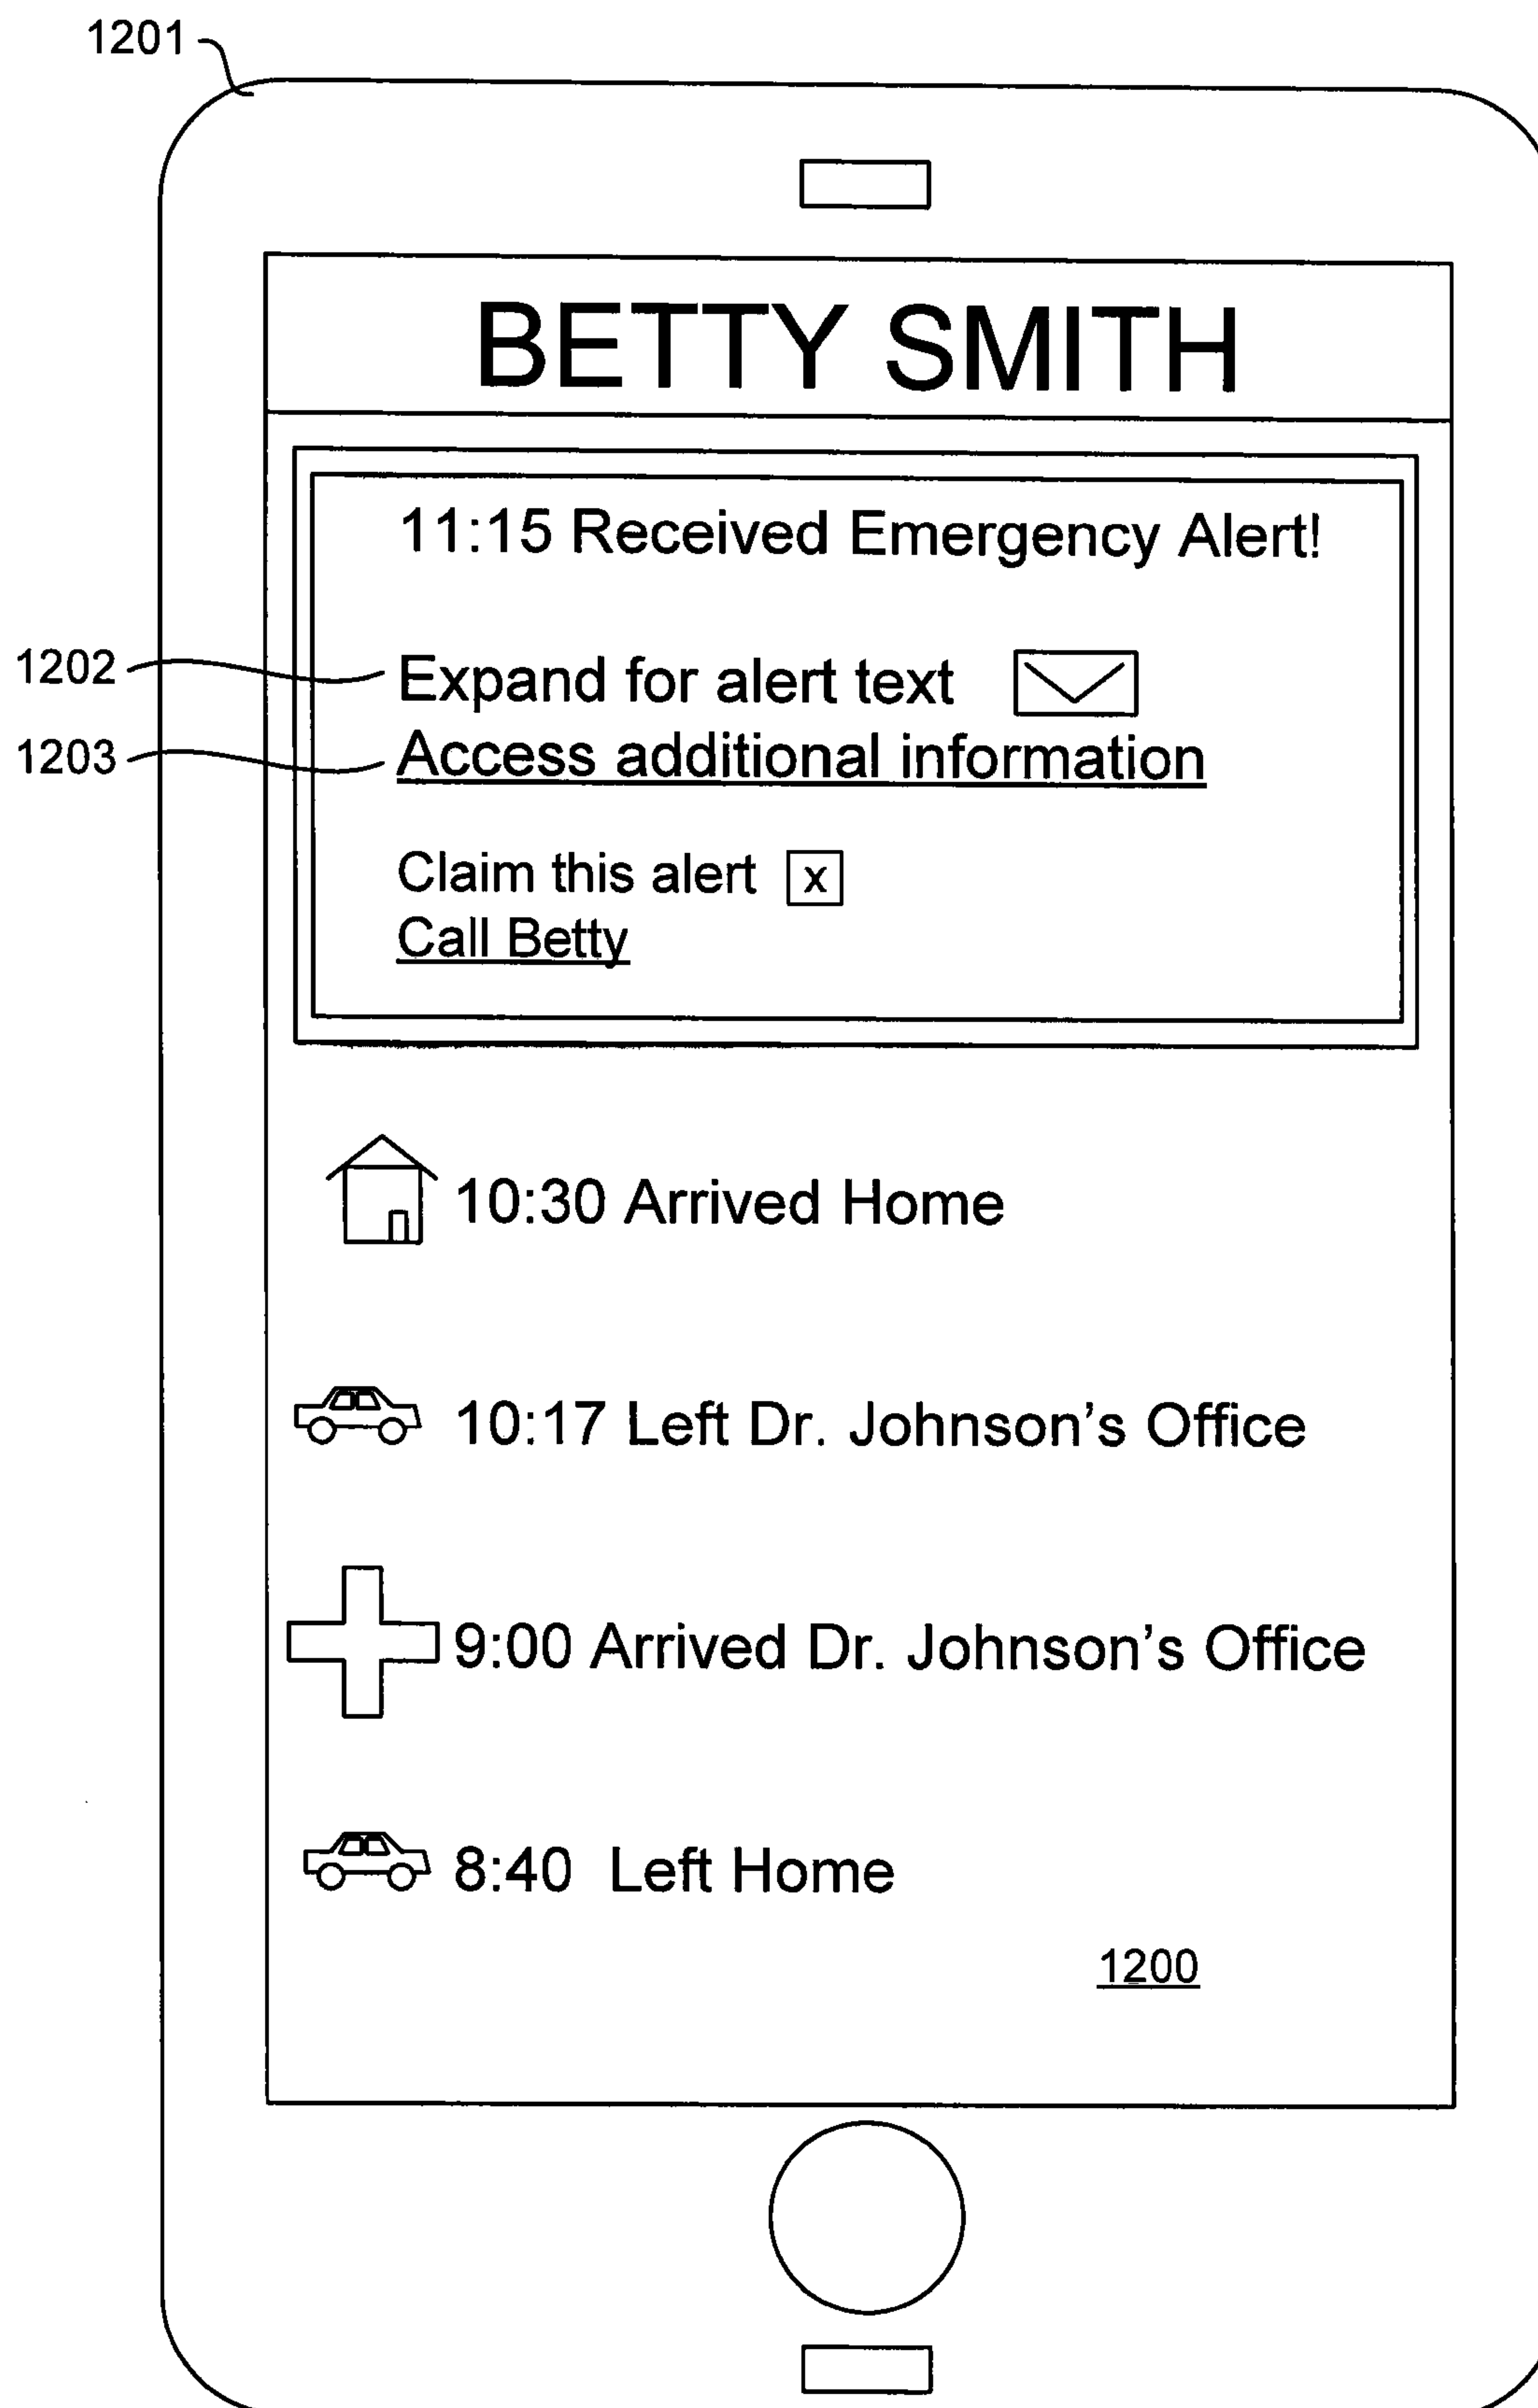 1201
BETTY SMITH
11:15 Received Emergency Alert!
1202
Expand for alert text
1203
Access additional information
Claim this alert x
Call Betty
10:30 Arrived Home
10:17 Left Dr. Johnson's Office
9:00 Arrived Dr. Johnson's Office
8:40 Left Home
1200